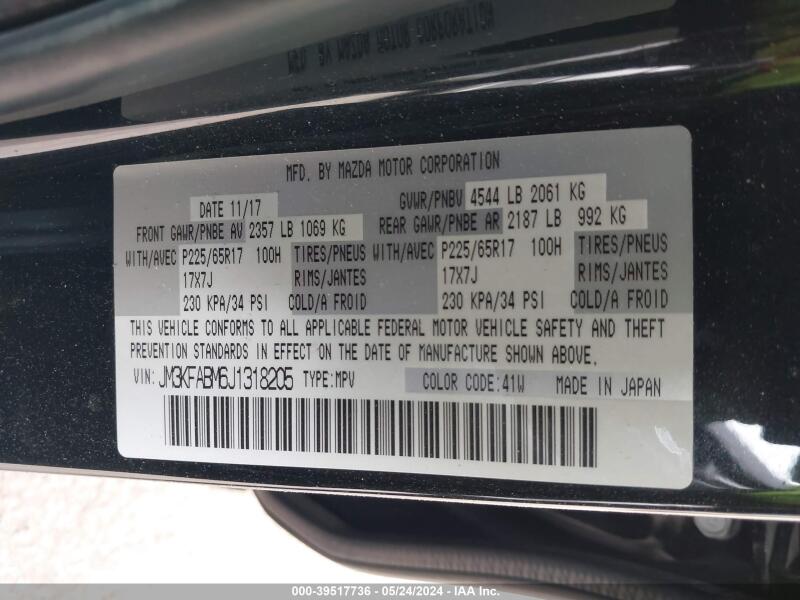 MFD. BY MAZDA MOTOR CORPORATION
DATE 11/17 GVWR/PNBV 4544 LB 2061 KG
FRONT GAWR/PNBE AV 2357 LB 1069 KG REAR GAWR/PNBE AR 2187 LB 992 KG
WITH/AVEC P225/65R17 100H TIRES/PNEUS WITH/AVEC P225/65R17 100H TIRES/PNEUS
17X7J RIMS/JANTES 17X7J RIMS/JANTES
230 KPA/34 PSI COLD/A FROID 230 KPA/34 PSI COLD/A FROID
THIS VEHICLE CONFORMS TO ALL APPLICABLE FEDERAL MOTOR VEHICLE SAFETY AND THEFT
PREVENTION STANDARDS IN EFFECT ON THE DATE OF MANUFACTURE SHOWN ABOVE.
VIN: JM3KFABM6J1318205 TYPE:MPV COLOR CODE:41W MADE IN JAPAN
000-39517736 - 05/24/2024 - IAA Inc.